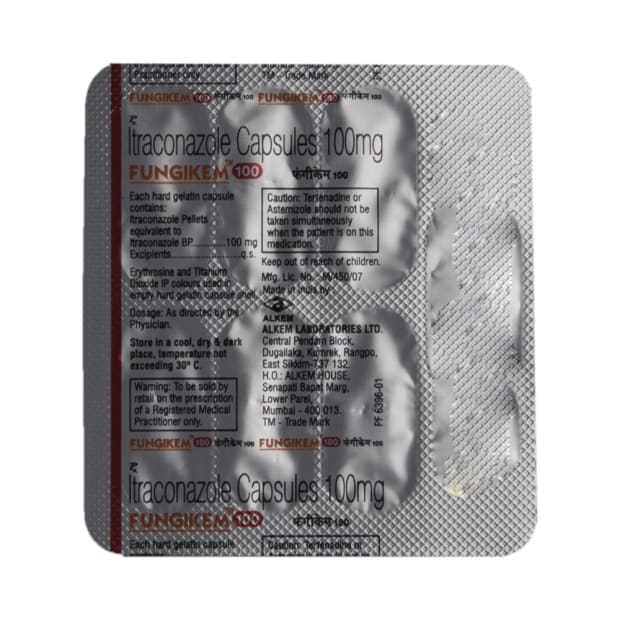 Practitioner only.
TM - Trade Mark
PF
FUNGIKEM 100 फंगीकेम 100 FUNGIKEM 100 फंगीकेम 100
Rx
Itraconazole Capsules 100mg
FUNGIKEM™ 100 फंगीकेम 100
Each hard gelatin capsule
contains:
Itraconazole Pellets
equivalent to
Itraconazole BP............100 mg
Excipients........................q.s.
Erythrosine and Titanium
Dioxide IP colours used in
empty hard gelatin capsule shell.
Dosage: As directed by the
Physician.
Store in a cool, dry & dark
place, temperature not
exceeding 30° C.
Warning: To be sold by
retail on the prescription
of a Registered Medical
Practitioner only.
Caution: Terfenadine or
Astemizole should not be
taken simultaneously
when the patient is on this
medication.
Keep out of reach of children.
Mfg. Lic. No.: M/450/07
Made in India by
ALKEM
ALKEM LABORATORIES LTD.
Central Pendam Block,
Dugailaka, Kumrek, Rangpo,
East Sikkim-737 132.
H.O.: ALKEM HOUSE,
Senapati Bapat Marg,
Lower Parel,
Mumbai - 400 013.
TM - Trade Mark
PF 6396-01
FUNGIKEM 100 फंगीकेम 100 FUNGIKEM 100 फंगीकेम 100
Rx
Itraconazole Capsules 100mg
FUNGIKEM™ 100 फंगीकेम 100
Each hard gelatin capsule
Caution: Terfenadine or